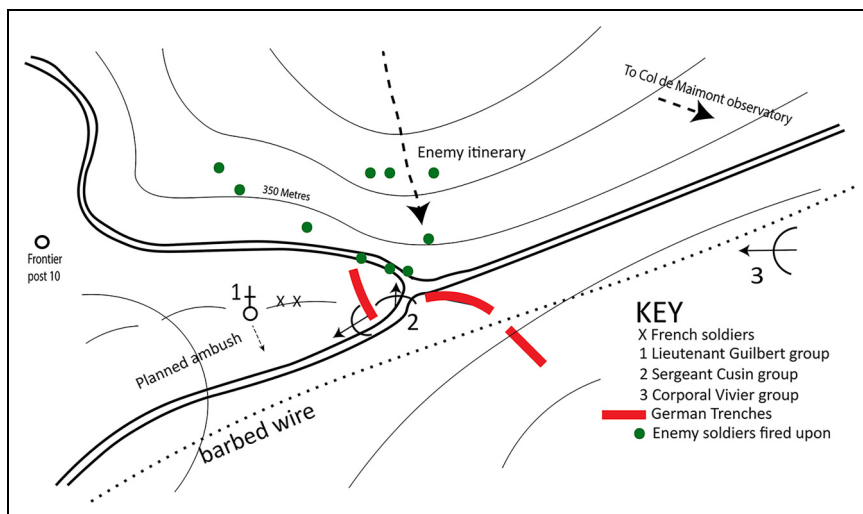 To Col de Maimont observatory
Enemy itinerary
350 Metres
Frontier
post 10
1
X X
2
3
Planned ambush
barbed wire
KEY
X French soldiers
1 Lieutenant Guilbert group
2 Sergeant Cusin group
3 Corporal Vivier group
German Trenches
Enemy soldiers fired upon